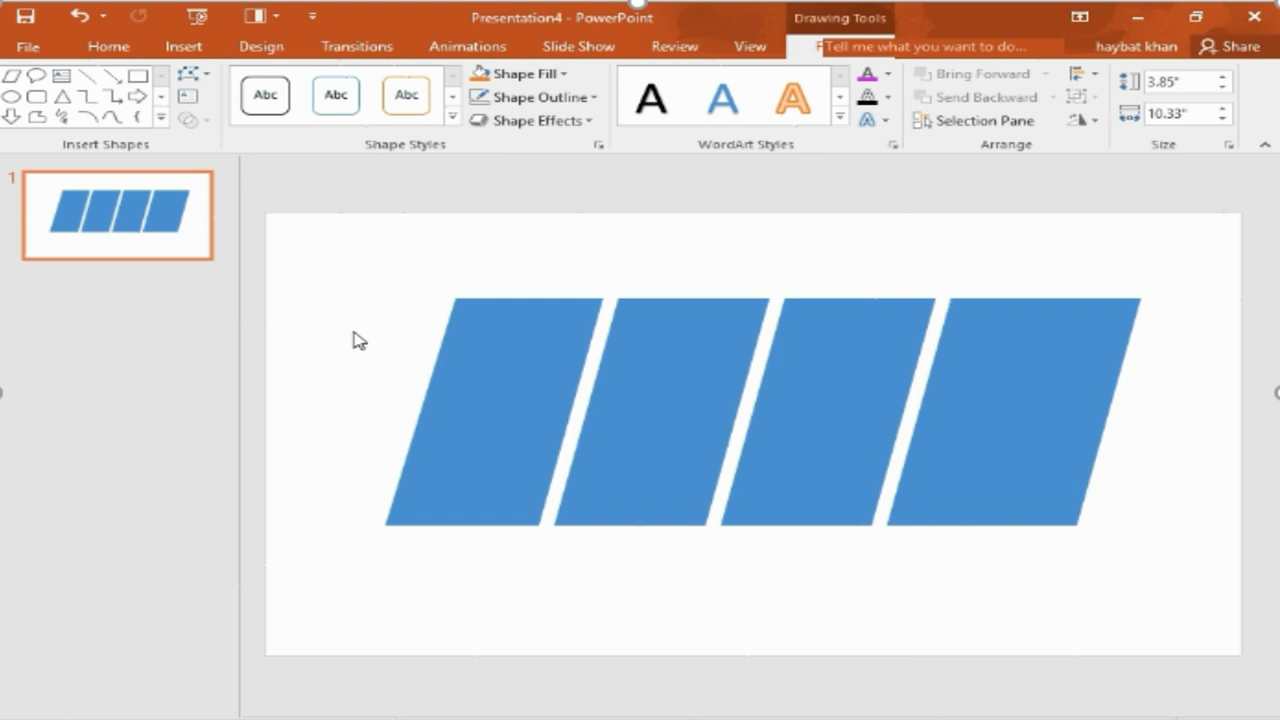 Presentation4 - PowerPoint
Drawing Tools
File Home Insert Design Transitions Animations Slide Show Review View F Tell me what you want to do... haybat khan Share
Abc Abc Abc
Shape Fill
Shape Outline
Shape Effects
A A A
A
A
A
Bring Forward
Send Backward
Selection Pane
3.85"
10.33"
Insert Shapes Shape Styles WordArt Styles Arrange Size
1